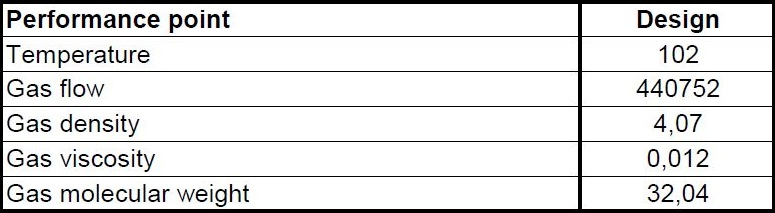 Performance point Design
Temperature 102
Gas flow 440752
Gas density 4,07
Gas viscosity 0,012
Gas molecular weight 32,04